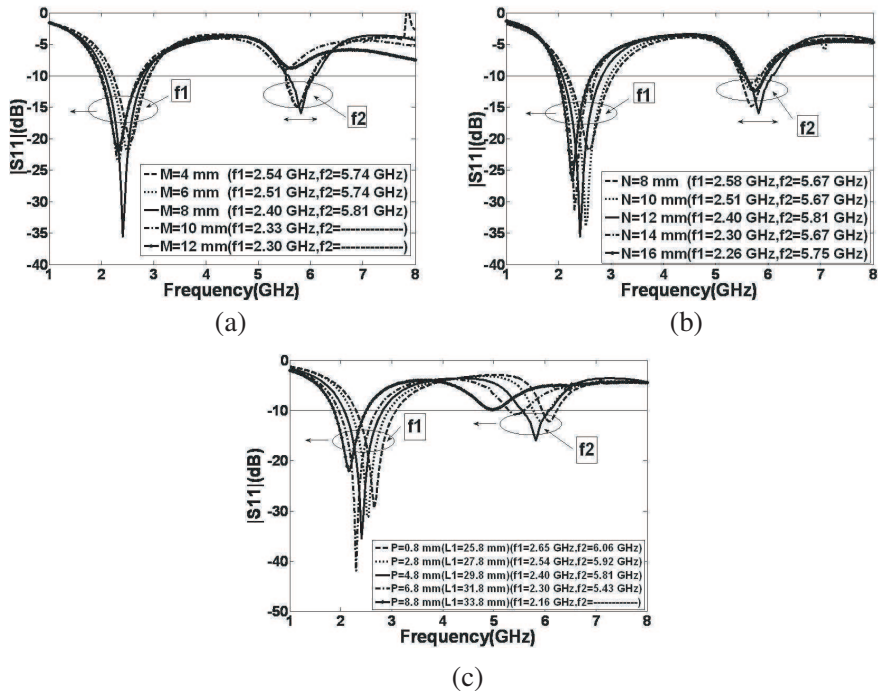 0
-5
-10
-15
-20
-25
-30
-35
-40
|S11|(dB)
f1
f2
M=4 mm (f1=2.54 GHz,f2=5.74 GHz)
M=6 mm (f1=2.51 GHz,f2=5.74 GHz)
M=8 mm (f1=2.40 GHz,f2=5.81 GHz)
M=10 mm(f1=2.33 GHz,f2=-----------------)
M=12 mm(f1=2.30 GHz,f2=-----------------)
1 2 3 4 5 6 7 8
Frequency(GHz)
(a)
0
-5
-10
-15
-20
-25
-30
-35
-40
|S11|(dB)
f1
f2
N=8 mm (f1=2.58 GHz,f2=5.67 GHz)
N=10 mm(f1=2.51 GHz,f2=5.67 GHz)
N=12 mm(f1=2.40 GHz,f2=5.81 GHz)
N=14 mm(f1=2.30 GHz,f2=5.67 GHz)
N=16 mm(f1=2.26 GHz,f2=5.75 GHz)
1 2 3 4 5 6 7 8
Frequency(GHz)
(b)
0
-10
-20
-30
-40
-50
|S11|(dB)
f1
f2
P=0.8 mm(L1=25.8 mm)(f1=2.65 GHz,f2=6.06 GHz)
P=2.8 mm(L1=27.8 mm)(f1=2.54 GHz,f2=5.92 GHz)
P=4.8 mm(L1=29.8 mm)(f1=2.40 GHz,f2=5.81 GHz)
P=6.8 mm(L1=31.8 mm)(f1=2.30 GHz,f2=5.43 GHz)
P=8.8 mm(L1=33.8 mm)(f1=2.16 GHz,f2=----------------)
1 2 3 4 5 6 7 8
Frequency(GHz)
(c)